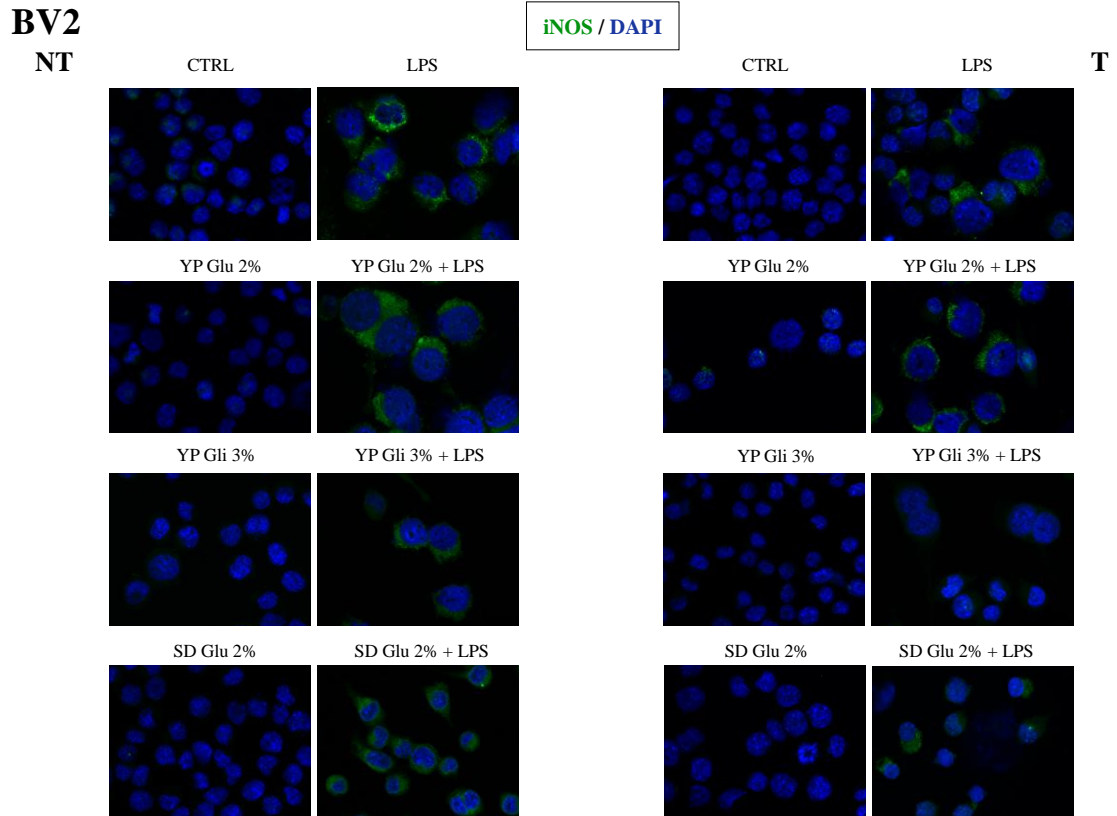 BV2
iNOS / DAPI
NT
T
CTRL
LPS
CTRL
LPS
YP Glu 2%
YP Glu 2% + LPS
YP Glu 2%
YP Glu 2% + LPS
YP Gli 3%
YP Gli 3% + LPS
YP Gli 3%
YP Gli 3% + LPS
SD Glu 2%
SD Glu 2% + LPS
SD Glu 2%
SD Glu 2% + LPS